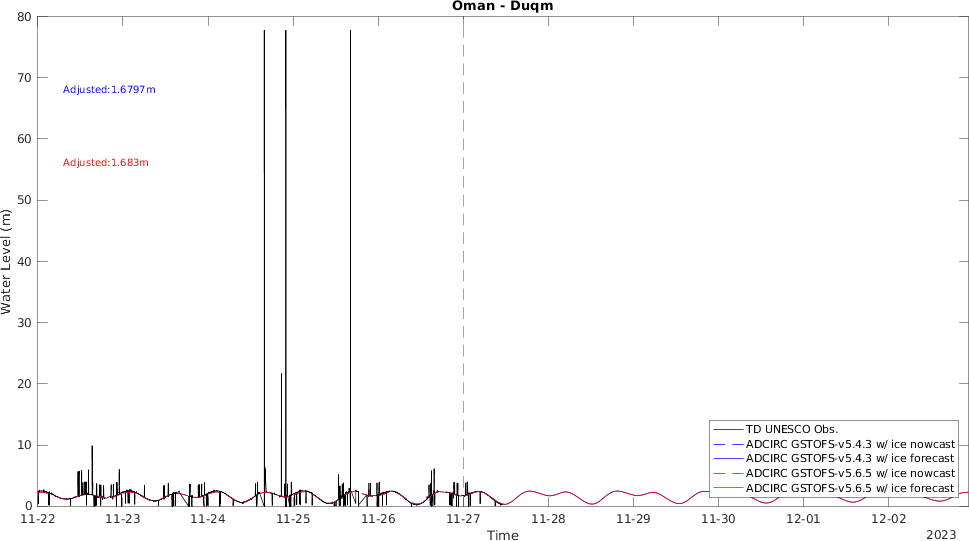 Oman - Duqm
80
70
60
50
40
30
20
10
0
Water Level (m)
Adjusted:1.6797m
Adjusted:1.683m
TD UNESCO Obs.
ADCIRC GSTOFS-v5.4.3 w/ ice nowcast
ADCIRC GSTOFS-v5.4.3 w/ ice forecast
ADCIRC GSTOFS-v5.6.5 w/ ice nowcast
ADCIRC GSTOFS-v5.6.5 w/ ice forecast
11-22 11-23 11-24 11-25 11-26 11-27 11-28 11-29 11-30 12-01 12-02
Time
2023